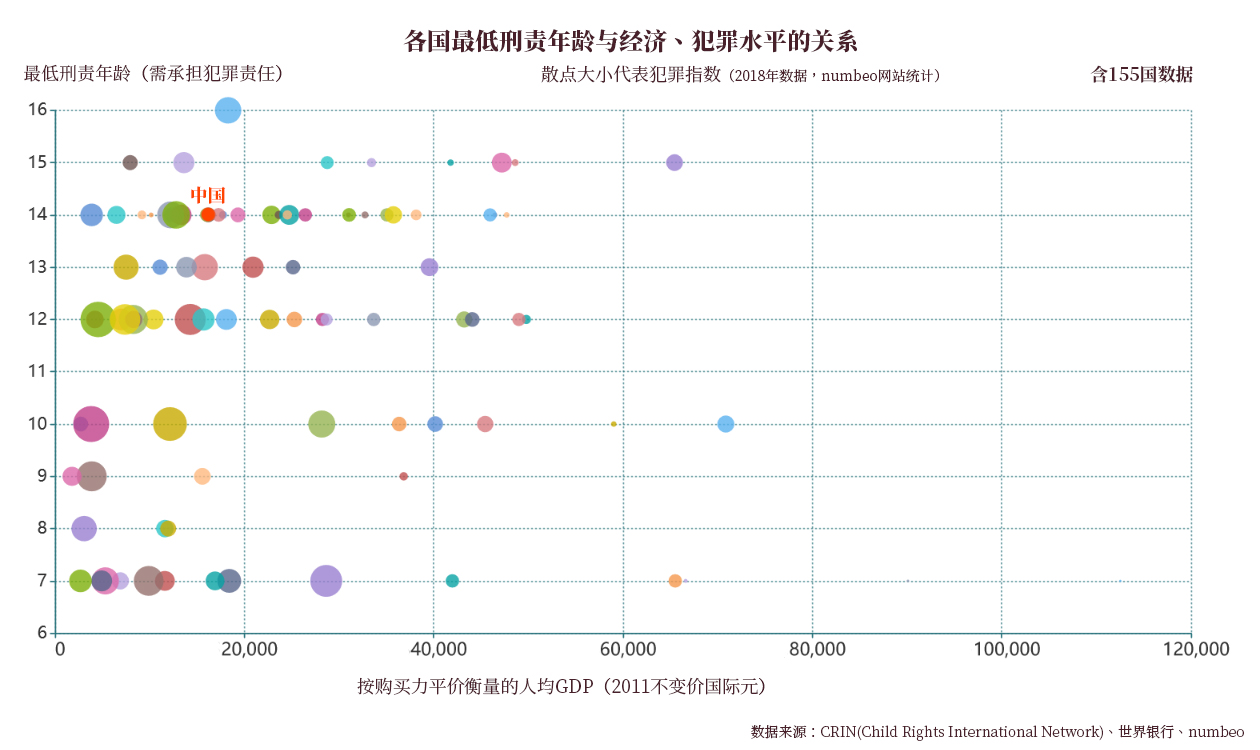 各国最低刑责年龄与经济、犯罪水平的关系
最低刑责年龄（需承担犯罪责任）
散点大小代表犯罪指数（2018年数据，numbeo网站统计）
含155国数据
16
15
中国
14
13
12
11
10
9
8
7
6
0 20,000 40,000 60,000 80,000 100,000 120,000
按购买力平价衡量的人均GDP（2011不变价国际元）
数据来源：CRIN(Child Rights International Network)、世界银行、numbeo